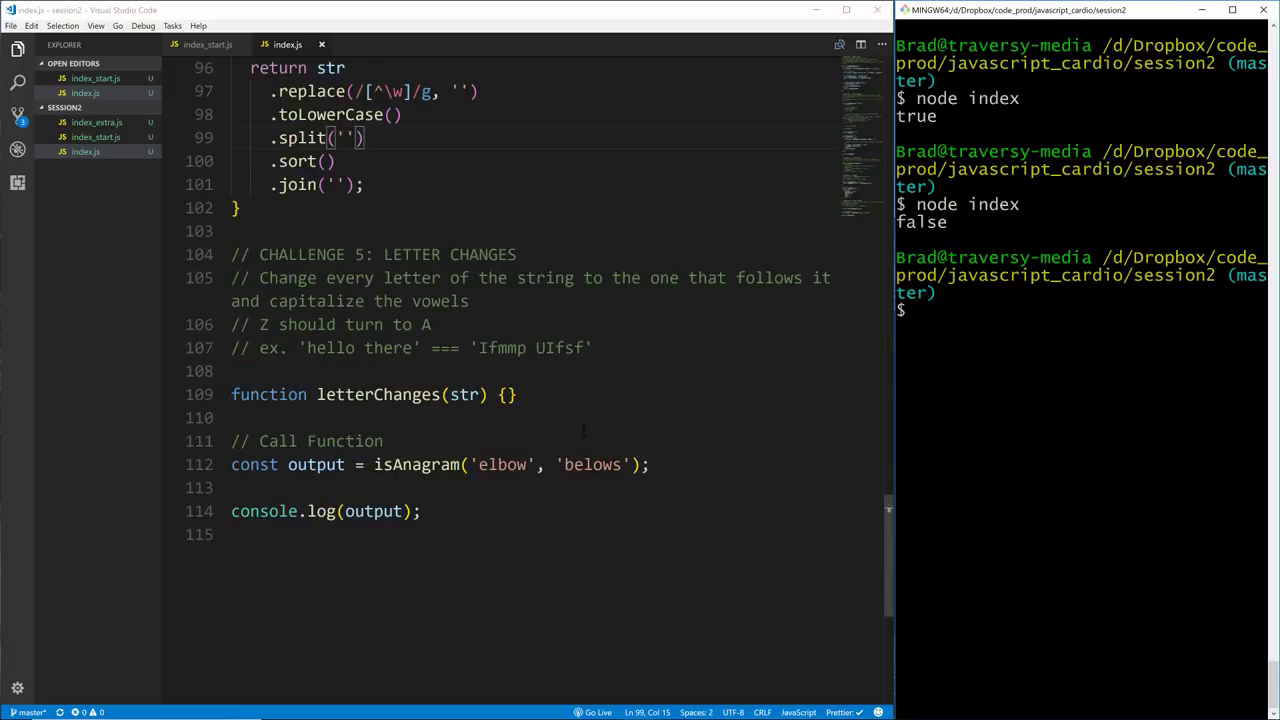 index.js - session2 - Visual Studio Code
File Edit Selection View Go Debug Tasks Help
EXPLORER
OPEN EDITORS
index_start.js U
index.js U
SESSION2
index_extra.js U
index_start.js U
index.js U
3
JS index_start.js JS index.js
96 return str
97 .replace(/[^\w]/g, '')
98 .toLowerCase()
99 .split('')
100 .sort()
101 .join('');
102 }
103
104 // CHALLENGE 5: LETTER CHANGES
105 // Change every letter of the string to the one that follows it
and capitalize the vowels
106 // Z should turn to A
107 // ex. 'hello there' === 'Ifmmp UIfsf'
108
109 function letterChanges(str) {}
110
111 // Call Function
112 const output = isAnagram('elbow', 'belows');
113
114 console.log(output);
115
master* 0 0 Go Live Ln 99, Col 15 Spaces: 2 UTF-8 CRLF JavaScript Prettier: ✓
MINGW64:/d/Dropbox/code_prod/javascript_cardio/session2
Brad@traversy-media /d/Dropbox/code_
prod/javascript_cardio/session2 (mas
ter)
$ node index
true
Brad@traversy-media /d/Dropbox/code_
prod/javascript_cardio/session2 (mas
ter)
$ node index
false
Brad@traversy-media /d/Dropbox/code_
prod/javascript_cardio/session2 (mas
ter)
$